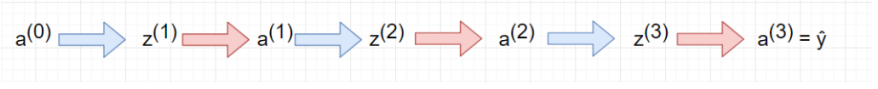 a(0) z(1) a(1) z(2) a(2) z(3) a(3) = ŷ